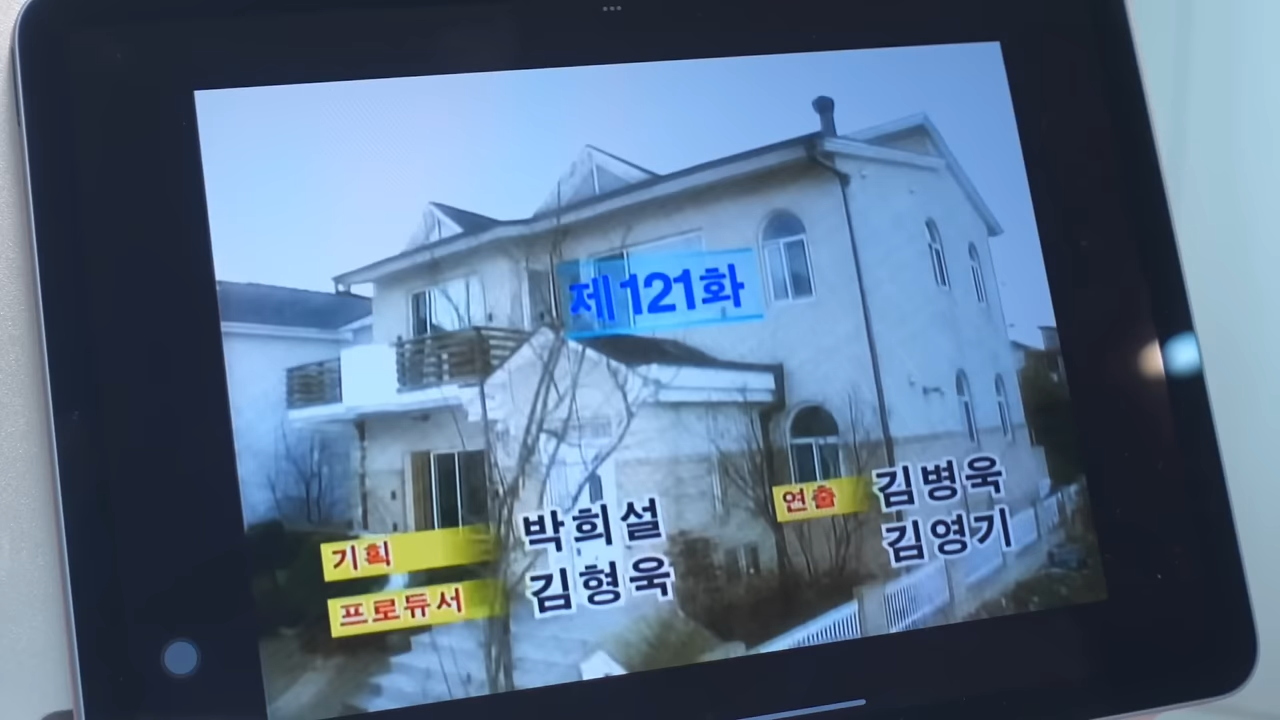 제121화
기획 박희설
프로듀서 김형욱
연출 김병욱
김영기